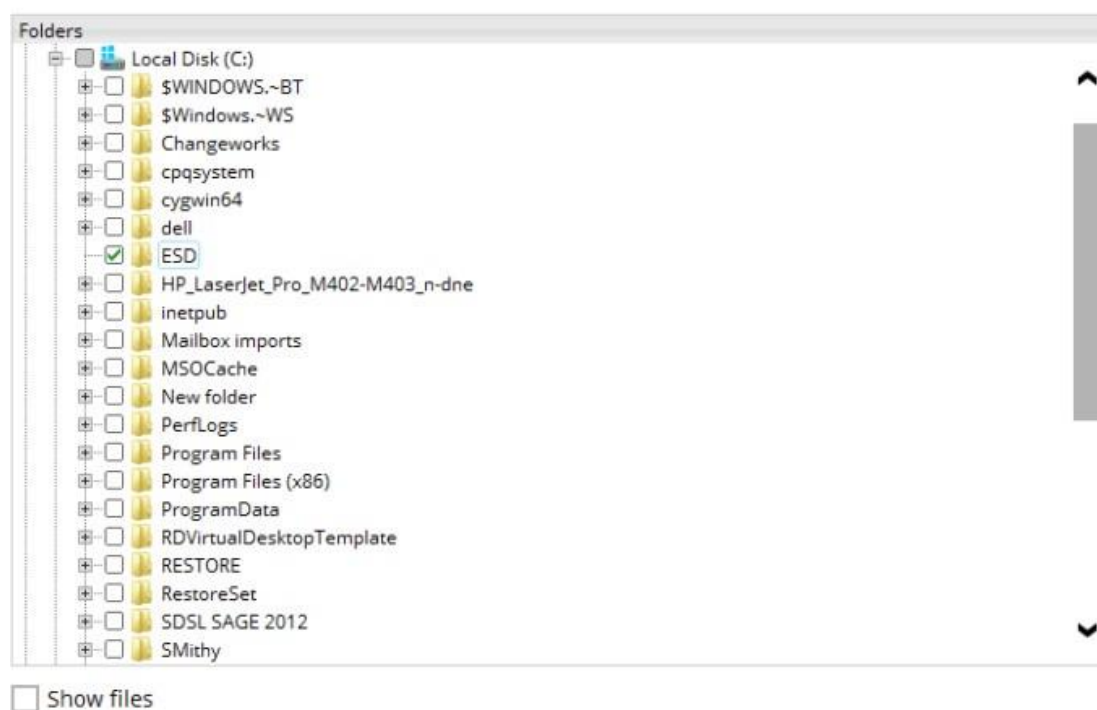 Folders
Local Disk (C:)
$WINDOWS.~BT
$Windows.~WS
Changeworks
cpqsystem
cygwin64
dell
ESD
HP_LaserJet_Pro_M402-M403_n-dne
inetpub
Mailbox imports
MSOCache
New folder
PerfLogs
Program Files
Program Files (x86)
ProgramData
RDVirtualDesktopTemplate
RESTORE
RestoreSet
SDSL SAGE 2012
SMithy
Show files